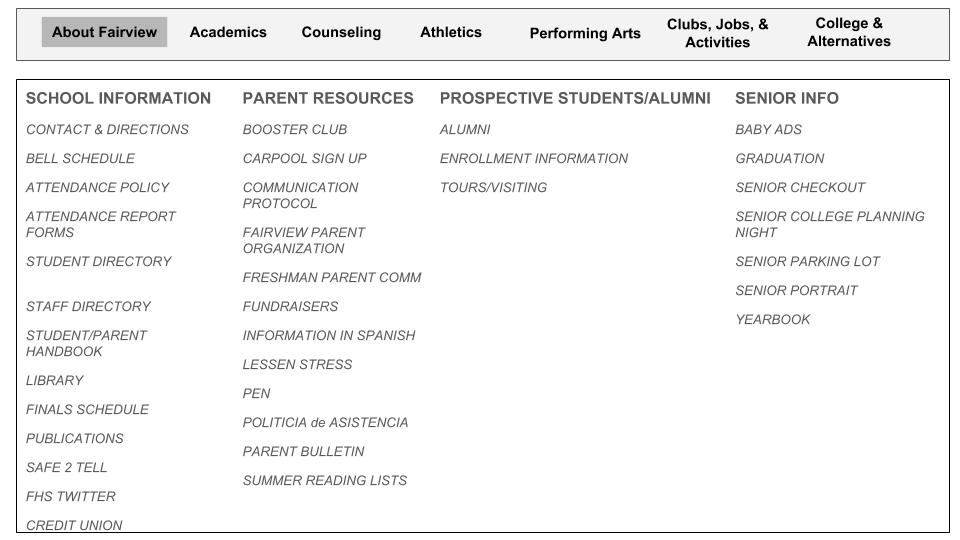 About Fairview
Academics
Counseling
Athletics
Performing Arts
Clubs, Jobs, &
Activities
College &
Alternatives
SCHOOL INFORMATION
CONTACT & DIRECTIONS
BELL SCHEDULE
ATTENDANCE POLICY
ATTENDANCE REPORT
FORMS
STUDENT DIRECTORY
STAFF DIRECTORY
STUDENT/PARENT
HANDBOOK
LIBRARY
FINALS SCHEDULE
PUBLICATIONS
SAFE 2 TELL
FHS TWITTER
CREDIT UNION
PARENT RESOURCES
BOOSTER CLUB
CARPOOL SIGN UP
COMMUNICATION
PROTOCOL
FAIRVIEW PARENT
ORGANIZATION
FRESHMAN PARENT COMM
FUNDRAISERS
INFORMATION IN SPANISH
LESSEN STRESS
PEN
POLITICIA de ASISTENCIA
PARENT BULLETIN
SUMMER READING LISTS
PROSPECTIVE STUDENTS/ALUMNI
ALUMNI
ENROLLMENT INFORMATION
TOURS/VISITING
SENIOR INFO
BABY ADS
GRADUATION
SENIOR CHECKOUT
SENIOR COLLEGE PLANNING
NIGHT
SENIOR PARKING LOT
SENIOR PORTRAIT
YEARBOOK